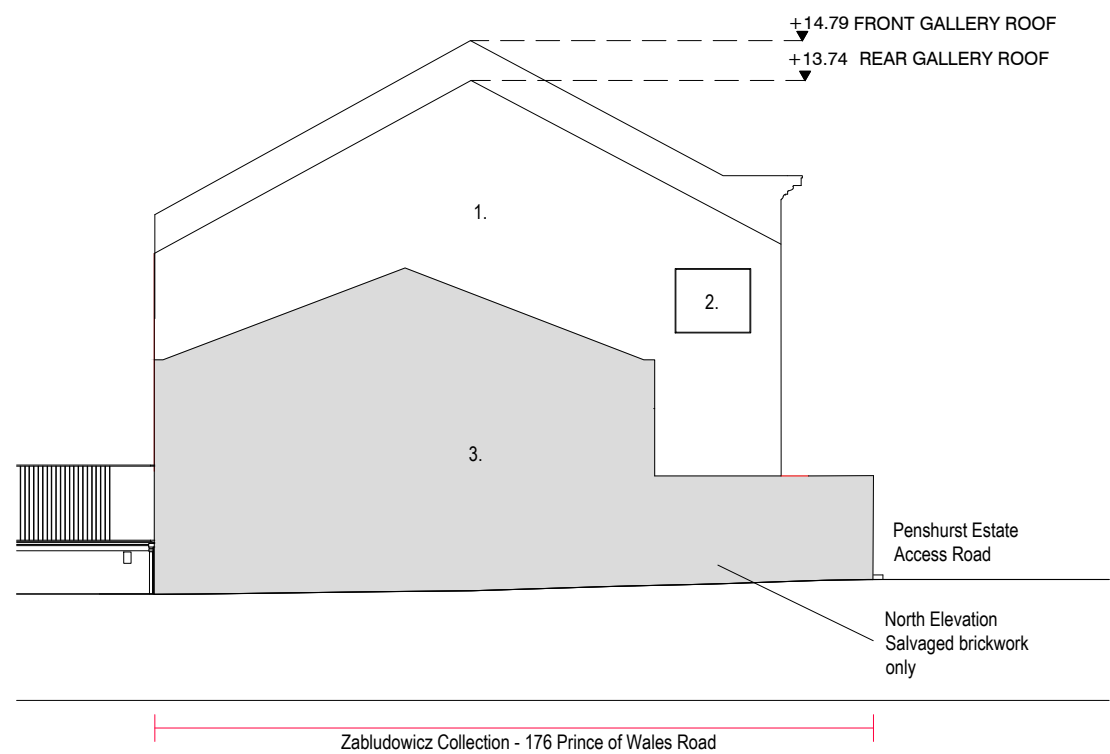 +14.79 FRONT GALLERY ROOF
+13.74 REAR GALLERY ROOF
1.
2.
3.
Penshurst Estate
Access Road
North Elevation
Salvaged brickwork
only
Zabludowicz Collection - 176 Prince of Wales Road